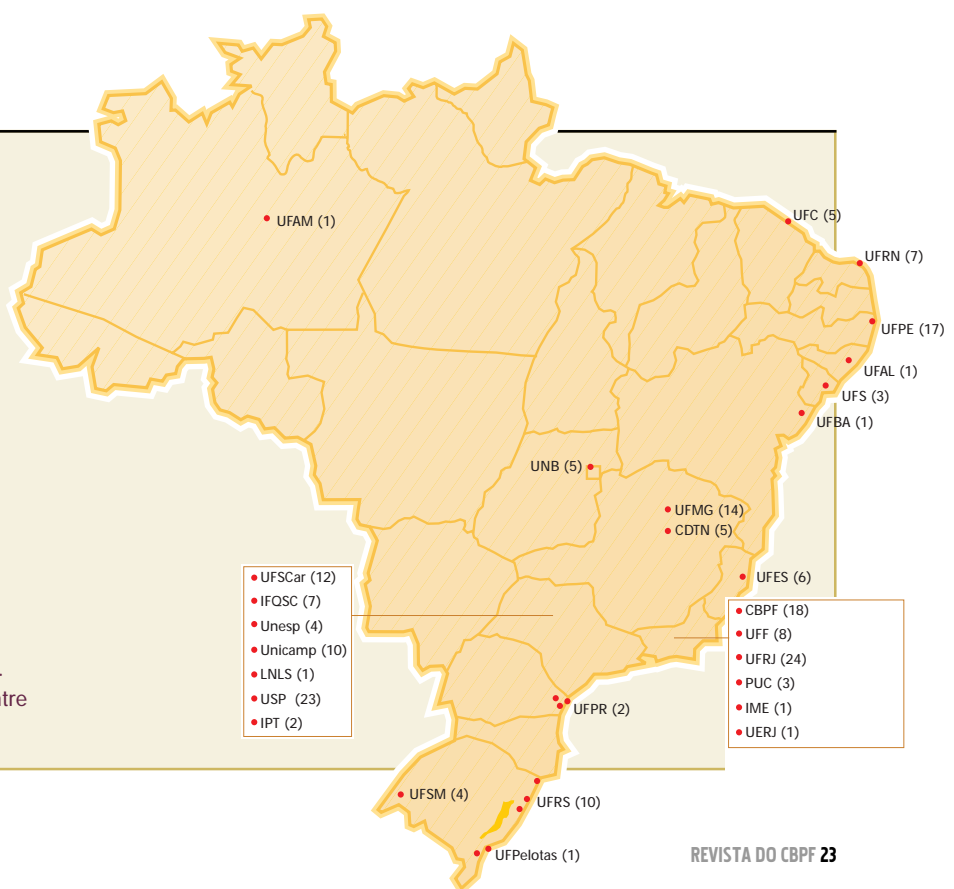 UFAM (1)
UFC (5)
UFRN (7)
UFPE (17)
UFAL (1)
UFS (3)
UFBA (1)
UNB (5)
UFMG (14)
CDTN (5)
UFES (6)
UFSCar (12)
IFQSC (7)
Unesp (4)
Unicamp (10)
LNLS (1)
USP (23)
IPT (2)
CBPF (18)
UFF (8)
UFRJ (24)
PUC (3)
IME (1)
UERJ (1)
tre
UFPR (2)
UFSM (4)
UFRS (10)
UFPelotas (1)
REVISTA DO CBPF 23